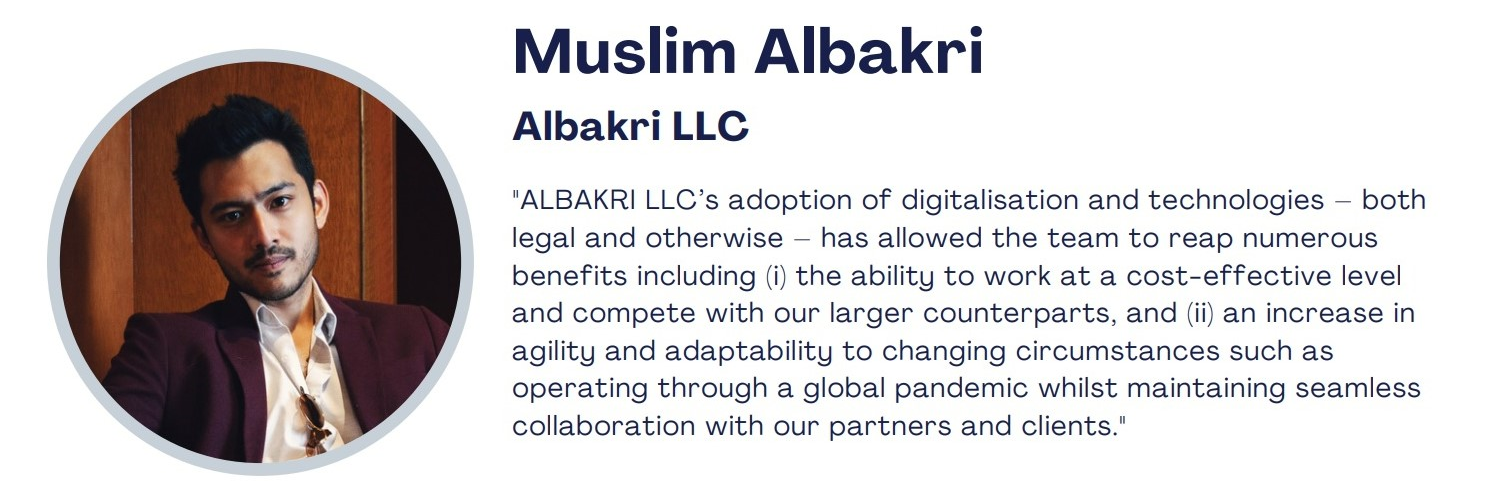 Muslim Albakri
Albakri LLC
"ALBAKRI LLC’s adoption of digitalisation and technologies – both
legal and otherwise – has allowed the team to reap numerous
benefits including (i) the ability to work at a cost-effective level
and compete with our larger counterparts, and (ii) an increase in
agility and adaptability to changing circumstances such as
operating through a global pandemic whilst maintaining seamless
collaboration with our partners and clients."